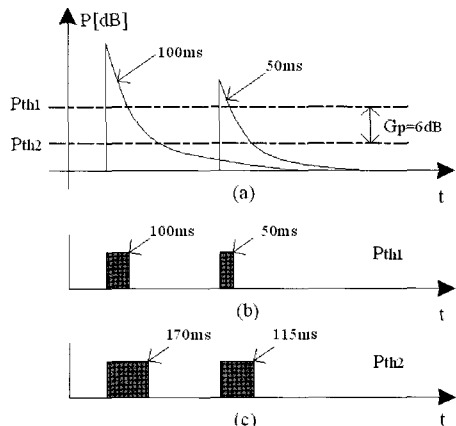 P[dB]
100ms
50ms
Pth1
Gp=6dB
Pth2
(a)
t
100ms
50ms
Pth1
(b)
t
170ms
115ms
Pth2
(c)
t